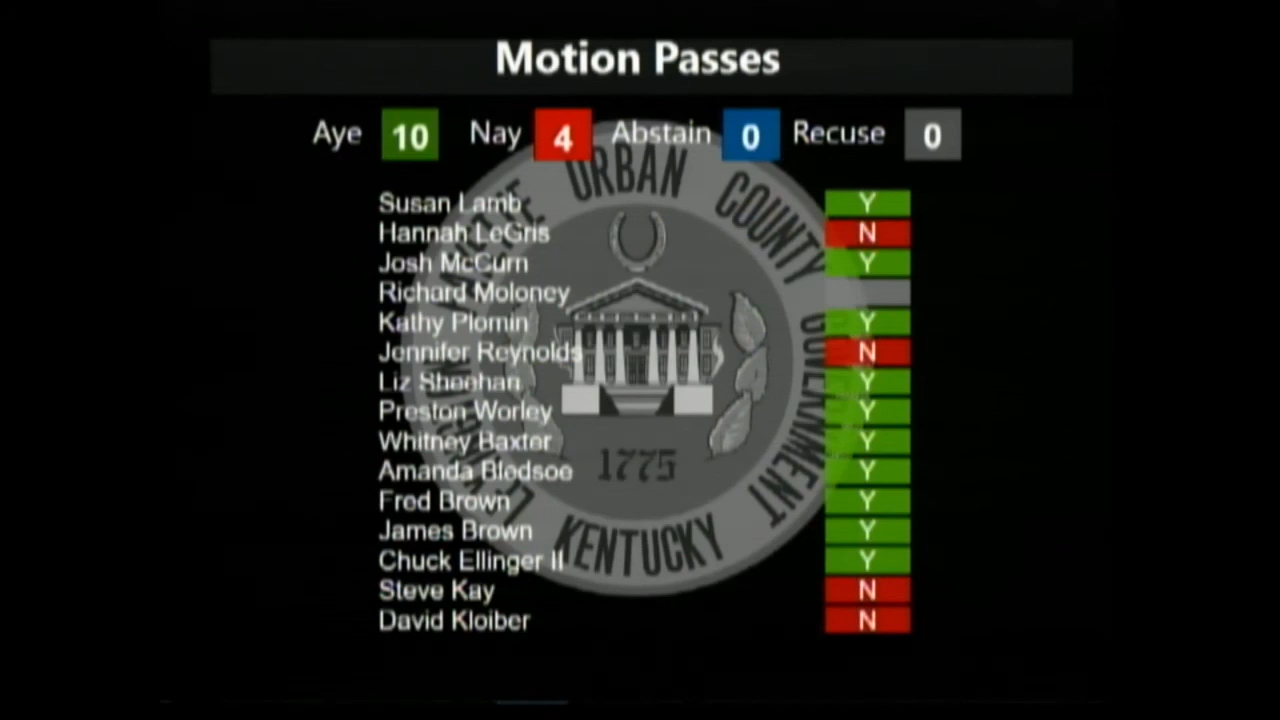 Motion Passes
Aye 10 Nay 4 Abstain 0 Recuse 0
Susan Lamb Y
Hannah LeGris N
Josh McCurn Y
Richard Moloney
Kathy Plomin Y
Jennifer Reynolds N
Liz Sheehan Y
Preston Worley Y
Whitney Baxter Y
Amanda Bledsoe Y
Fred Brown Y
James Brown Y
Chuck Ellinger II Y
Steve Kay N
David Kloiber N
LEXINGTON FAYETTE URBAN COUNTY GOVERNMENT
1775
KENTUCKY